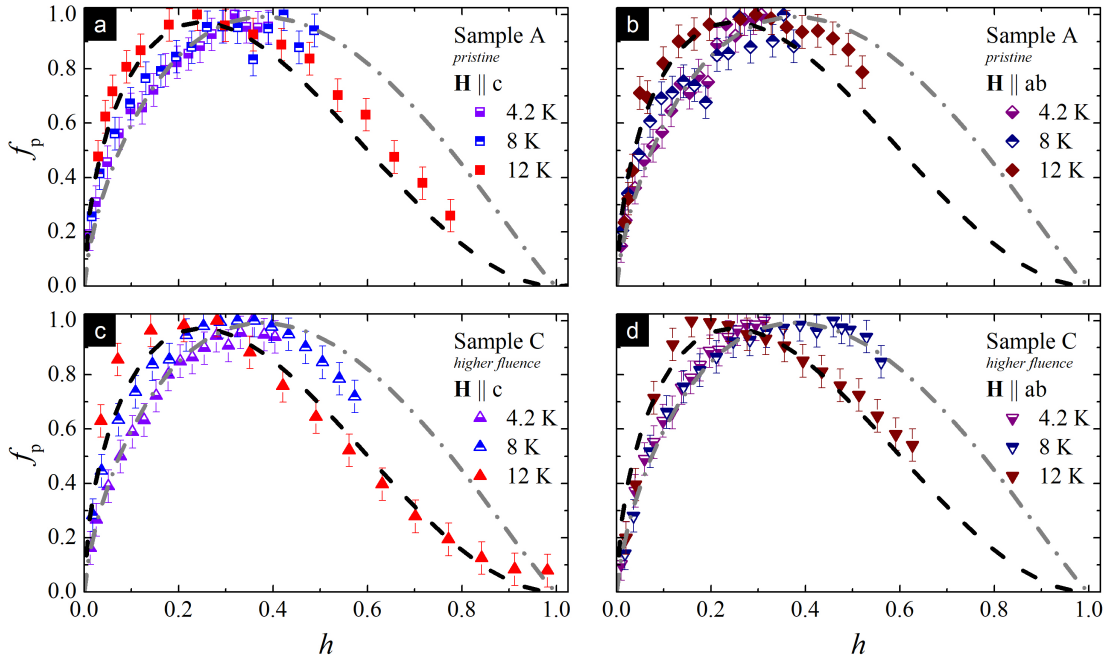 a
Sample A
pristine
H || c
4.2 K
8 K
12 K
1.0
0.8
0.6
0.4
0.2
0.0
fp
b
Sample A
pristine
H || ab
4.2 K
8 K
12 K
fp
c
Sample C
higher fluence
H || c
4.2 K
8 K
12 K
1.0
0.8
0.6
0.4
0.2
0.0
fp
0.0 0.2 0.4 0.6 0.8 1.0
h
d
Sample C
higher fluence
H || ab
4.2 K
8 K
12 K
fp
0.0 0.2 0.4 0.6 0.8 1.0
h